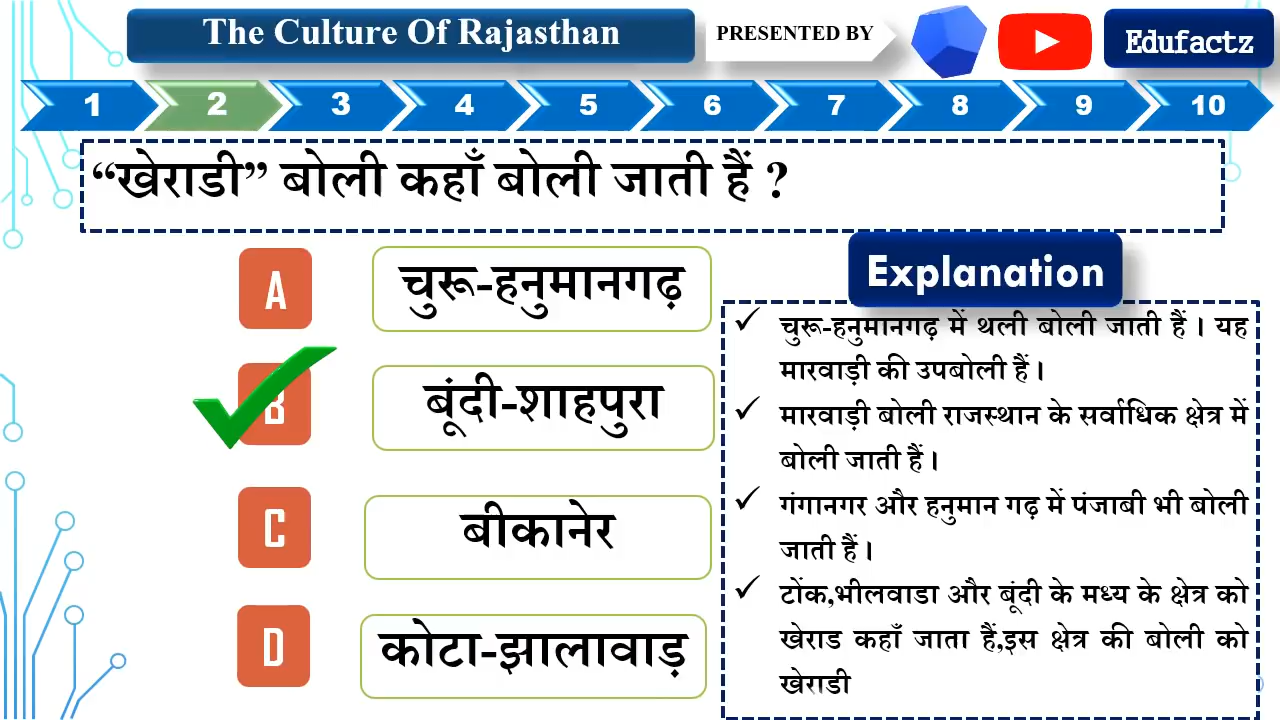 The Culture Of Rajasthan
PRESENTED BY
Edufactz
1 2 3 4 5 6 7 8 9 10
“खेराडी” बोली कहाँ बोली जाती हैं ?
A चुरू-हनुमानगढ़
B बूंदी-शाहपुरा
C बीकानेर
D कोटा-झालावाड़
Explanation
चुरू-हनुमानगढ़ में थली बोली जाती हैं। यह
मारवाड़ी की उपबोली हैं।
मारवाड़ी बोली राजस्थान के सर्वाधिक क्षेत्र में
बोली जाती हैं।
गंगानगर और हनुमान गढ़ में पंजाबी भी बोली
जाती हैं।
टोंक,भीलवाडा और बूंदी के मध्य के क्षेत्र को
खेराड कहाँ जाता हैं,इस क्षेत्र की बोली को
खेराडी